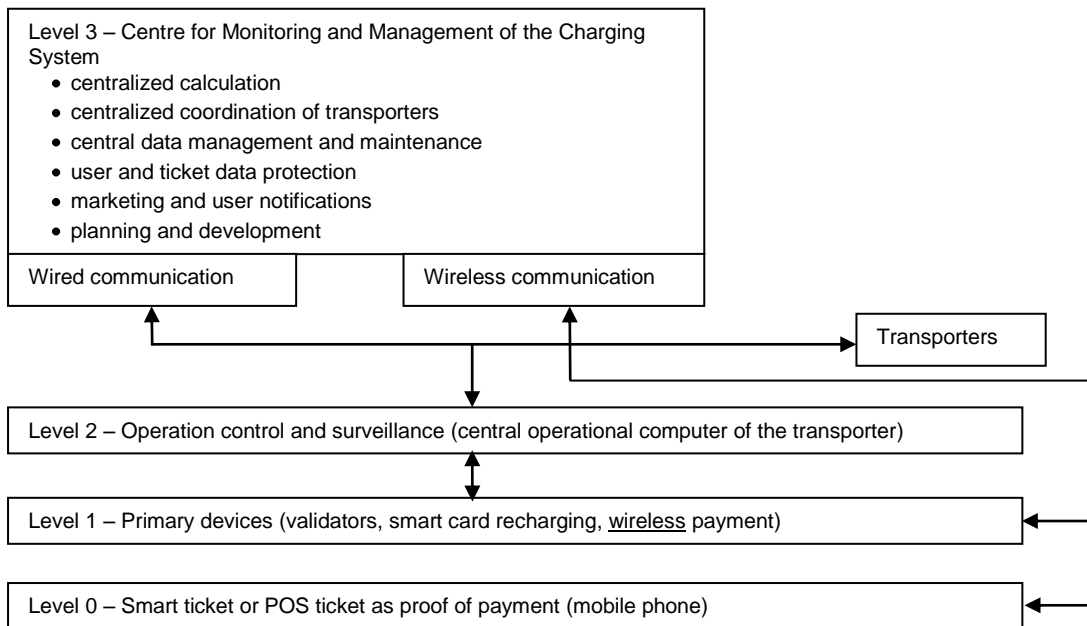 Level 3 – Centre for Monitoring and Management of the Charging
System
• centralized calculation
• centralized coordination of transporters
• central data management and maintenance
• user and ticket data protection
• marketing and user notifications
• planning and development
Wired communication
Wireless communication
Transporters
Level 2 – Operation control and surveillance (central operational computer of the transporter)
Level 1 – Primary devices (validators, smart card recharging, wireless payment)
Level 0 – Smart ticket or POS ticket as proof of payment (mobile phone)